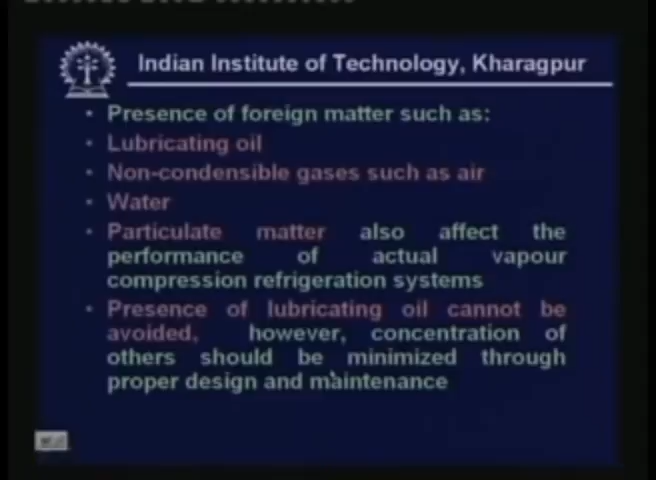 Indian Institute of Technology, Kharagpur
• Presence of foreign matter such as:
• Lubricating oil
• Non-condensible gases such as air
• Water
• Particulate matter also affect the
performance of actual vapour
compression refrigeration systems
• Presence of lubricating oil cannot be
avoided, however, concentration of
others should be minimized through
proper design and maintenance